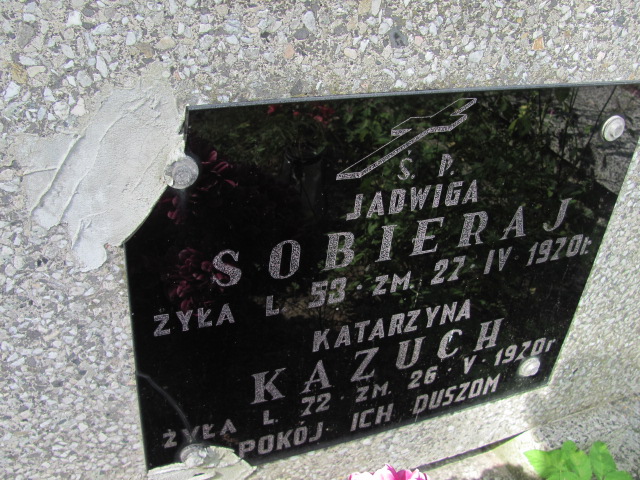 Ś. P.
JADWIGA
SOBIERAJ
ŻYŁA L. 53 · ZM. 27 · IV · 1970r.
KATARZYNA
KAZUCH
ŻYŁA L. 72 · ZM. 26 · V · 1970r
POKÓJ ICH DUSZOM